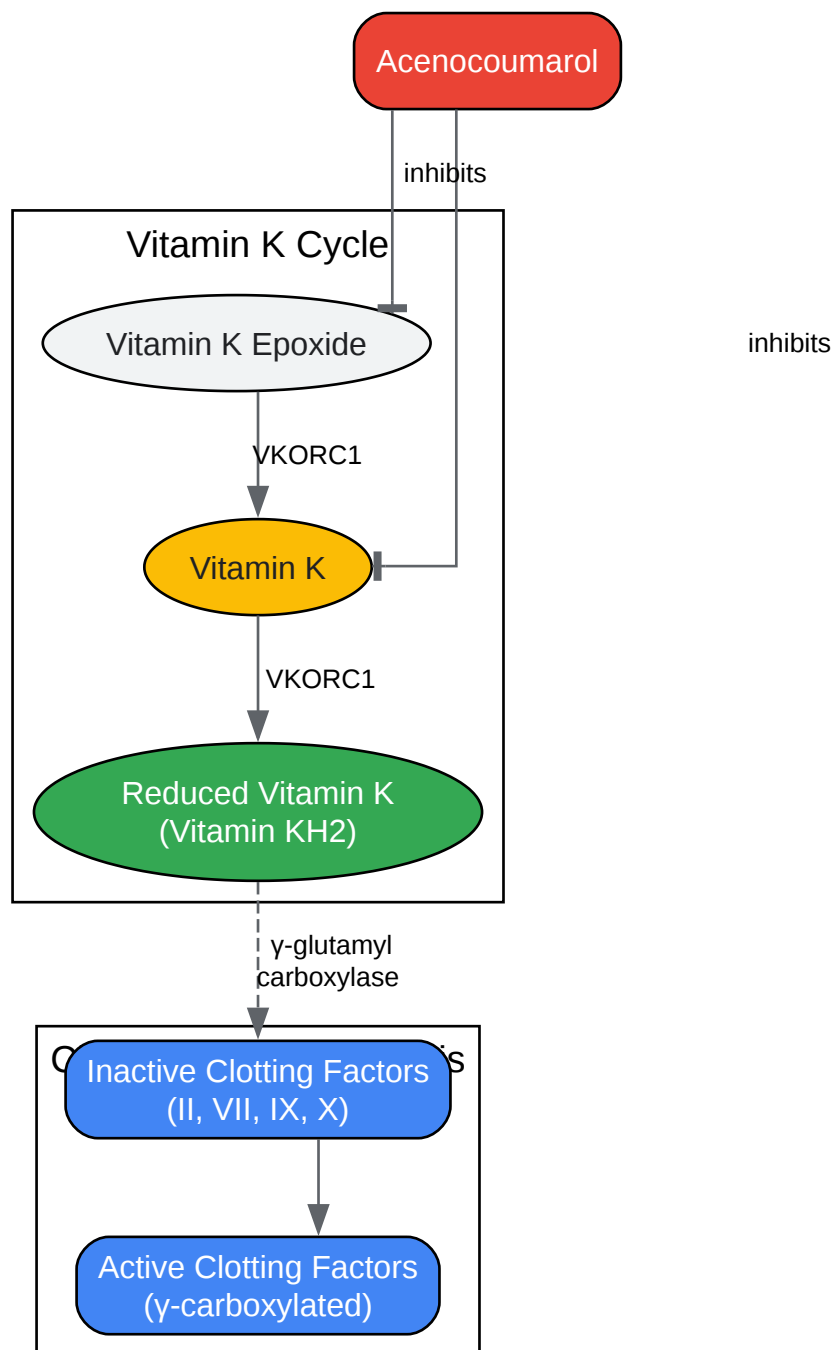 Acenocoumarol
inhibits
Vitamin K Cycle
Vitamin K Epoxide
inhibits
VKORC1
Vitamin K
VKORC1
Reduced Vitamin K
(Vitamin KH2)
γ-glutamyl
carboxylase
Inactive Clotting Factors
(II, VII, IX, X)
Active Clotting Factors
(γ-carboxylated)